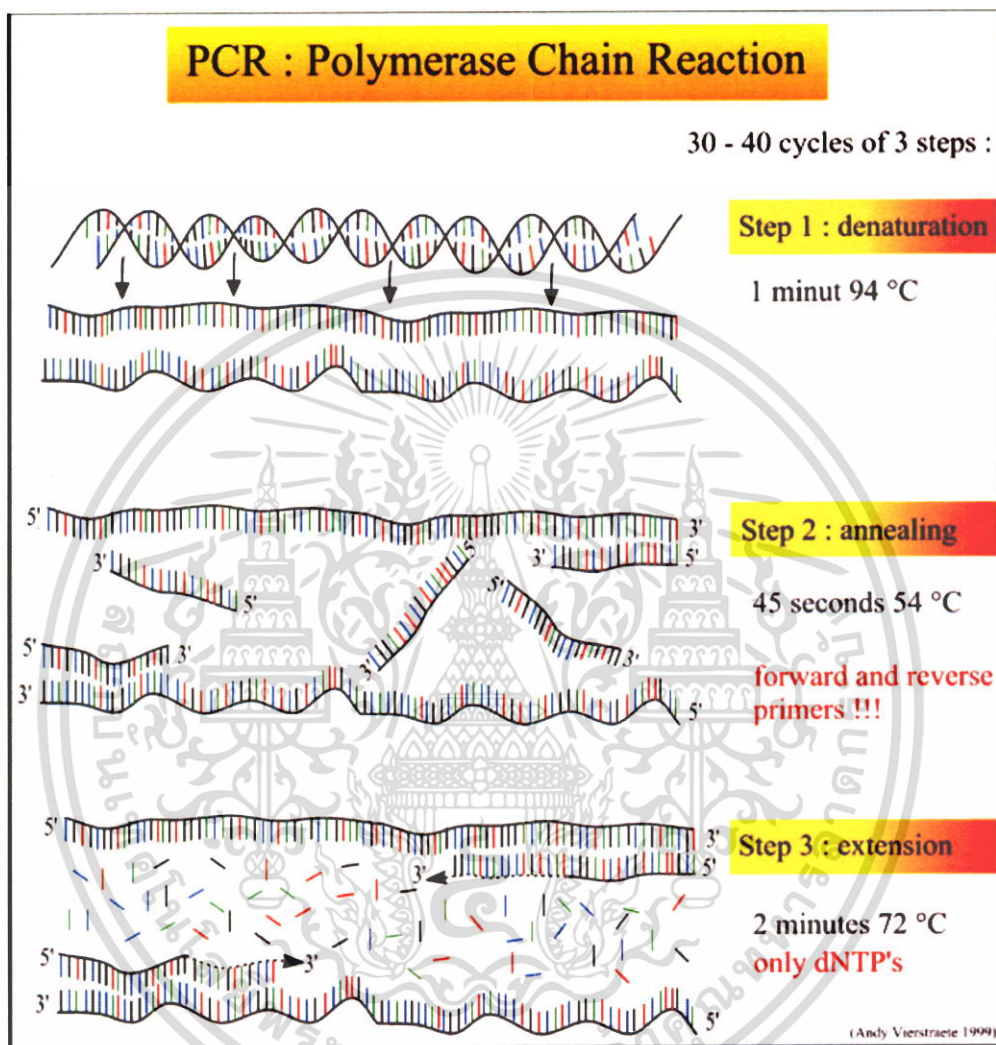 PCR : Polymerase Chain Reaction
30 - 40 cycles of 3 steps :
Step 1 : denaturation
1 minut 94 °C
5'
3'
Step 2 : annealing
3'
5'
3'
5'
5'
5'
45 seconds 54 °C
5'
3'
3'
3'
forward and reverse
primers !!!
3'
5'
5'
3'
Step 3 : extension
3'
5'
2 minutes 72 °C
only dNTP's
5'
3'
3'
5'
(Andy Vierstraete 1999)